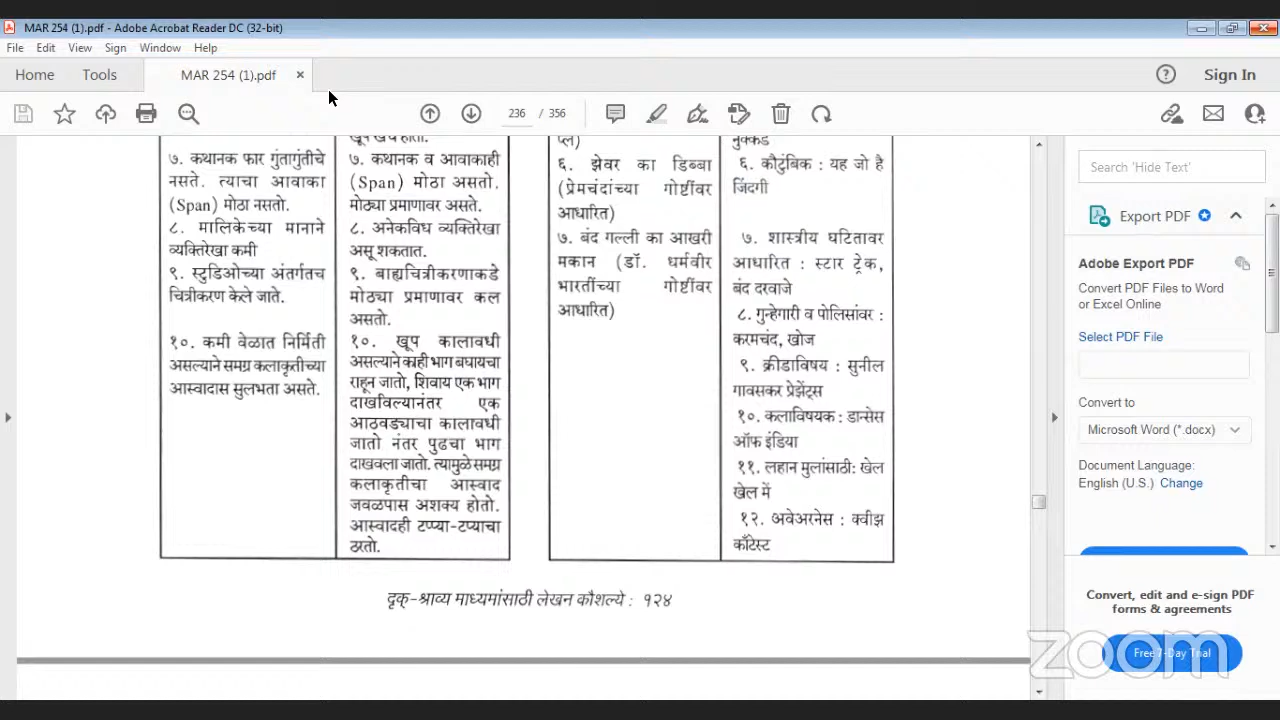 MAR 254 (1).pdf - Adobe Acrobat Reader DC (32-bit)
File Edit View Sign Window Help
Home Tools MAR 254 (1).pdf × Sign In
236 / 356
७. कथानक फार गुंतागुंतीचे
नसते. त्याचा आवाका
(Span) मोठा नसतो.
८. मालिकेच्या मानाने
व्यक्तिरेखा कमी
९. स्टुडिओच्या अंतर्गतच
चित्रीकरण केले जाते.
१०. कमी वेळात निर्मिती
असल्याने समग्र कलाकृतीच्या
आस्वादास सुलभता असते.
खूप खर्च होतो.
७. कथानक व आवाकाही
(Span) मोठा असतो.
मोठ्या प्रमाणावर असते.
८. अनेकविध व्यक्तिरेखा
असू शकतात.
९. बाह्यचित्रीकरणाकडे
मोठ्या प्रमाणावर कल
असतो.
१०. खूप कालावधी
असल्याने काही भाग बघायचा
राहून जातो, शिवाय एक भाग
दाखविल्यानंतर एक
आठवड्याचा कालावधी
जातो नंतर पुढचा भाग
दाखवला जातो. त्यामुळे समग्र
कलाकृतीचा आस्वाद
जवळपास अशक्य होतो.
आस्वादही टप्प्या-टप्याचा
ठरतो.
प्ले)
६. झेवर का डिब्बा
(प्रेमचंदांच्या गोष्टींवर
आधारित)
७. बंद गल्ली का आखरी
मकान (डॉ. धर्मवीर
भारतींच्या गोष्टींवर
आधारित)
नुक्कड
६. कौटुंबिक : यह जो है
जिंदगी
७. शास्त्रीय घटितावर
आधारित : स्टार ट्रेक,
बंद दरवाजे
८. गुन्हेगारी व पोलिसांवर :
करमचंद, खोज
९. क्रीडाविषय : सुनील
गावसकर प्रेझेंट्स
१०. कलाविषयक : डान्सेस
ऑफ इंडिया
११. लहान मुलांसाठी: खेल
खेल में
१२. अवेअरनेस : क्वीझ
काँटेस्ट
दृक्-श्राव्य माध्यमांसाठी लेखन कौशल्ये : १२४
Search 'Hide Text'
Export PDF
Adobe Export PDF
Convert PDF Files to Word
or Excel Online
Select PDF File
Convert to
Microsoft Word (*.docx)
Document Language:
English (U.S.) Change
Convert, edit and e-sign PDF
forms & agreements
Free 7-Day Trial
zoom